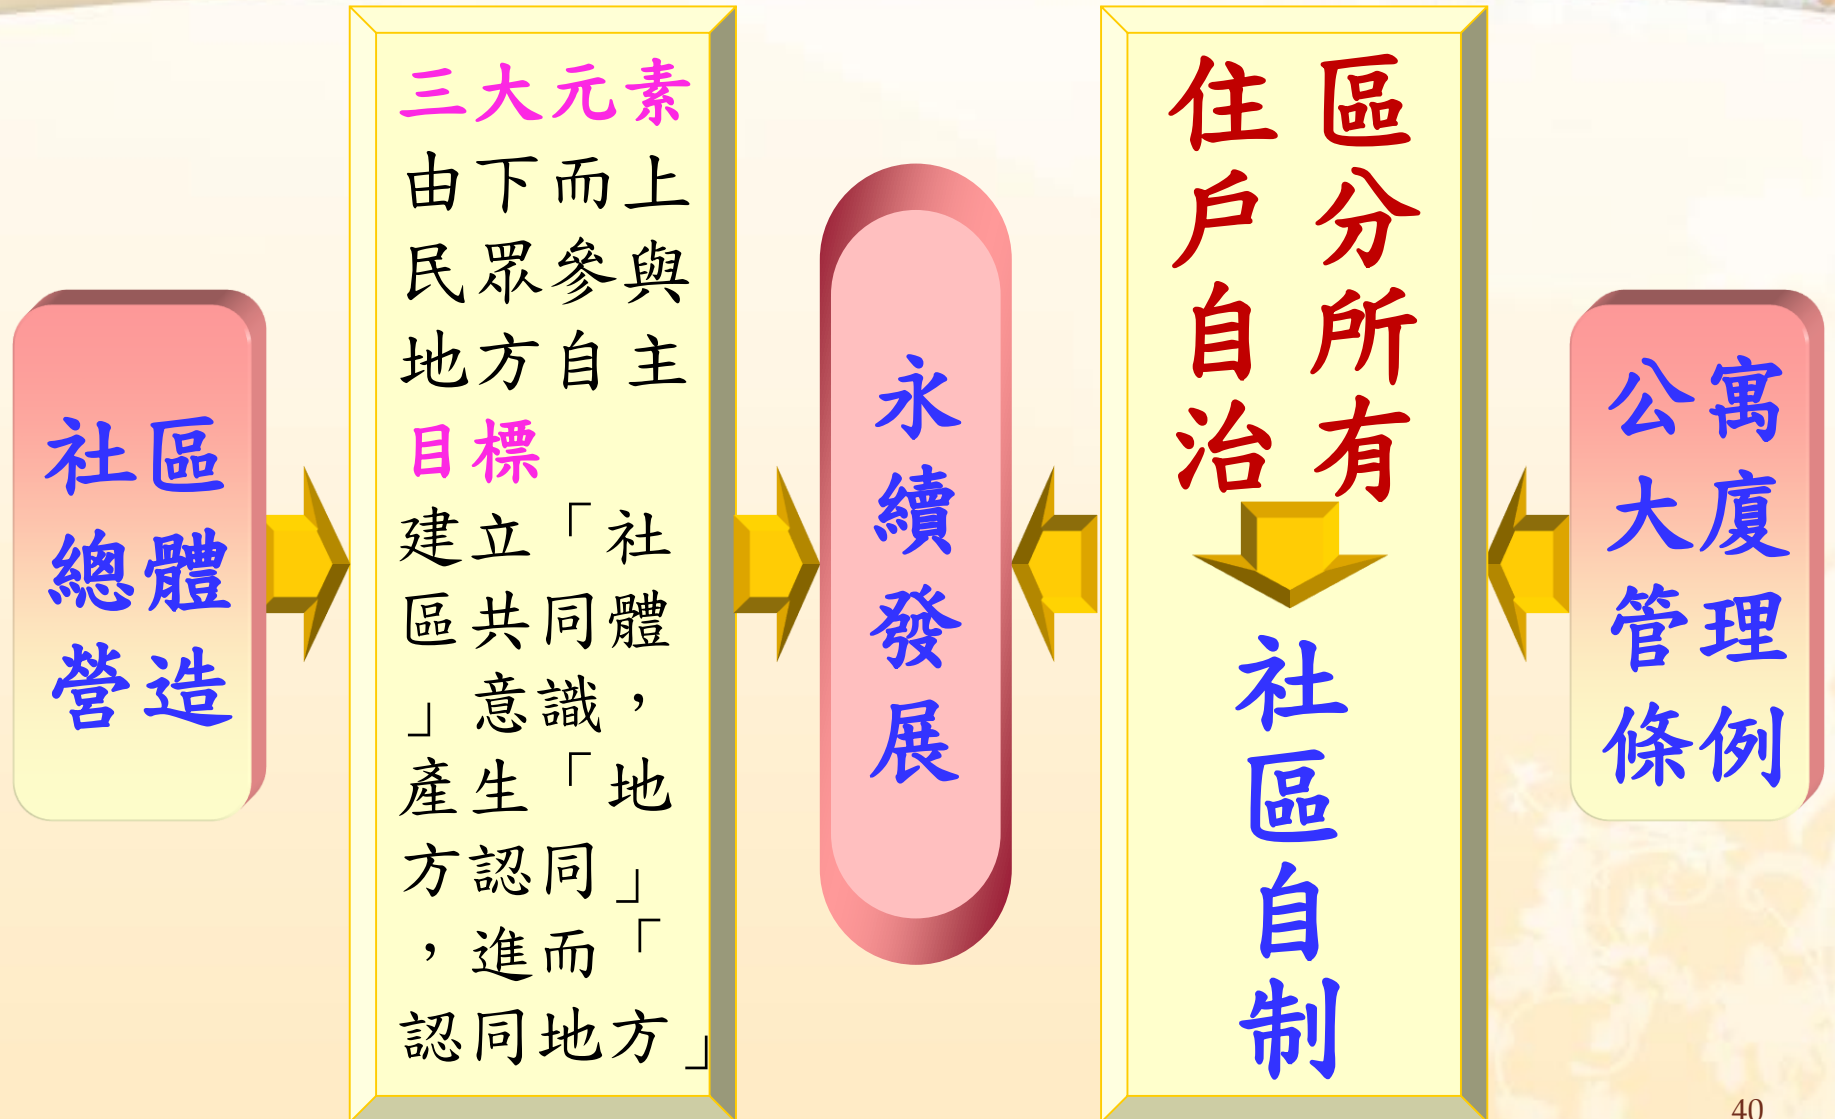 社區
總體
營造
三大元素
由下而上
民眾參與
地方自主
目標
建立「社
區共同體
」意識，
產生「地
方認同」
，進而「
認同地方」
永續發展
區分所有
住戶自治
社區自制
公寓
大廈
管理
條例
40